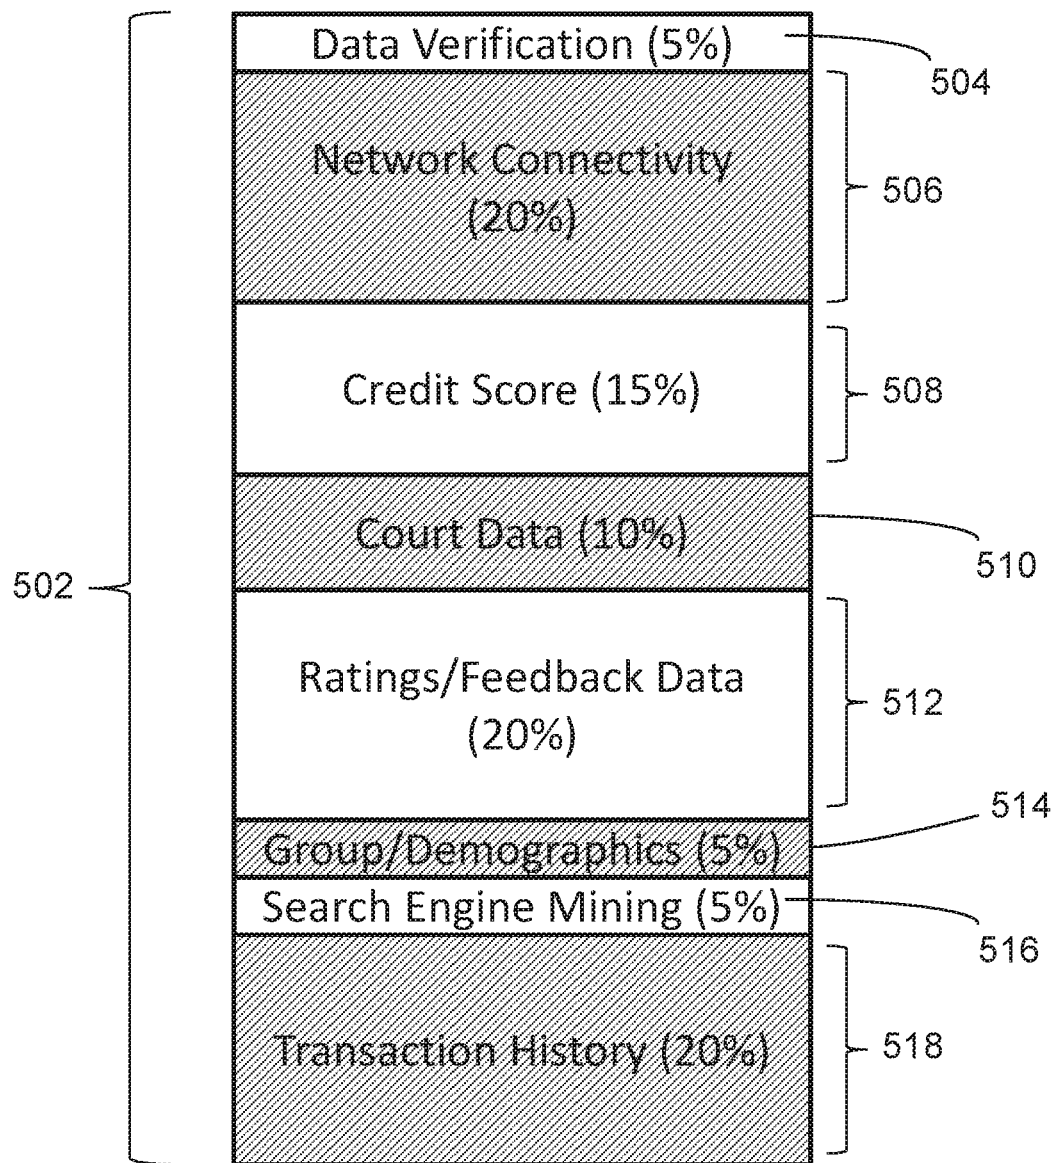 Data Verification (5%)
504
Network Connectivity
(20%)
506
Credit Score (15%)
508
Court Data (10%)
510
502
Ratings/Feedback Data
(20%)
512
514
Group/Demographics (5%)
Search Engine Mining (5%)
516
Transaction History (20%)
518